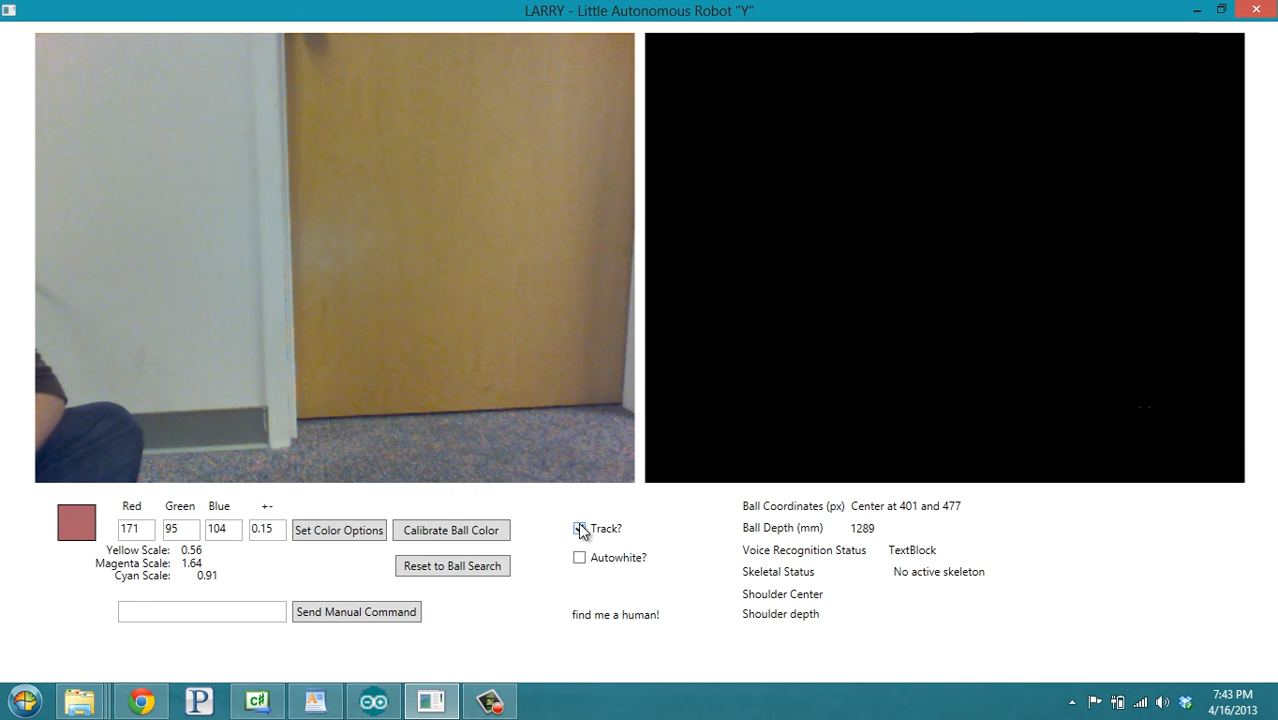 LARRY - Little Autonomous Robot "Y"
Red Green Blue +-
171 95 104 0.15 Set Color Options Calibrate Ball Color
Yellow Scale: 0.56
Magenta Scale: 1.64
Cyan Scale: 0.91
Reset to Ball Search
Send Manual Command
Track?
Autowhite?
find me a human!
Ball Coordinates (px) Center at 401 and 477
Ball Depth (mm) 1289
Voice Recognition Status TextBlock
Skeletal Status No active skeleton
Shoulder Center
Shoulder depth
P C#
7:43 PM
4/16/2013